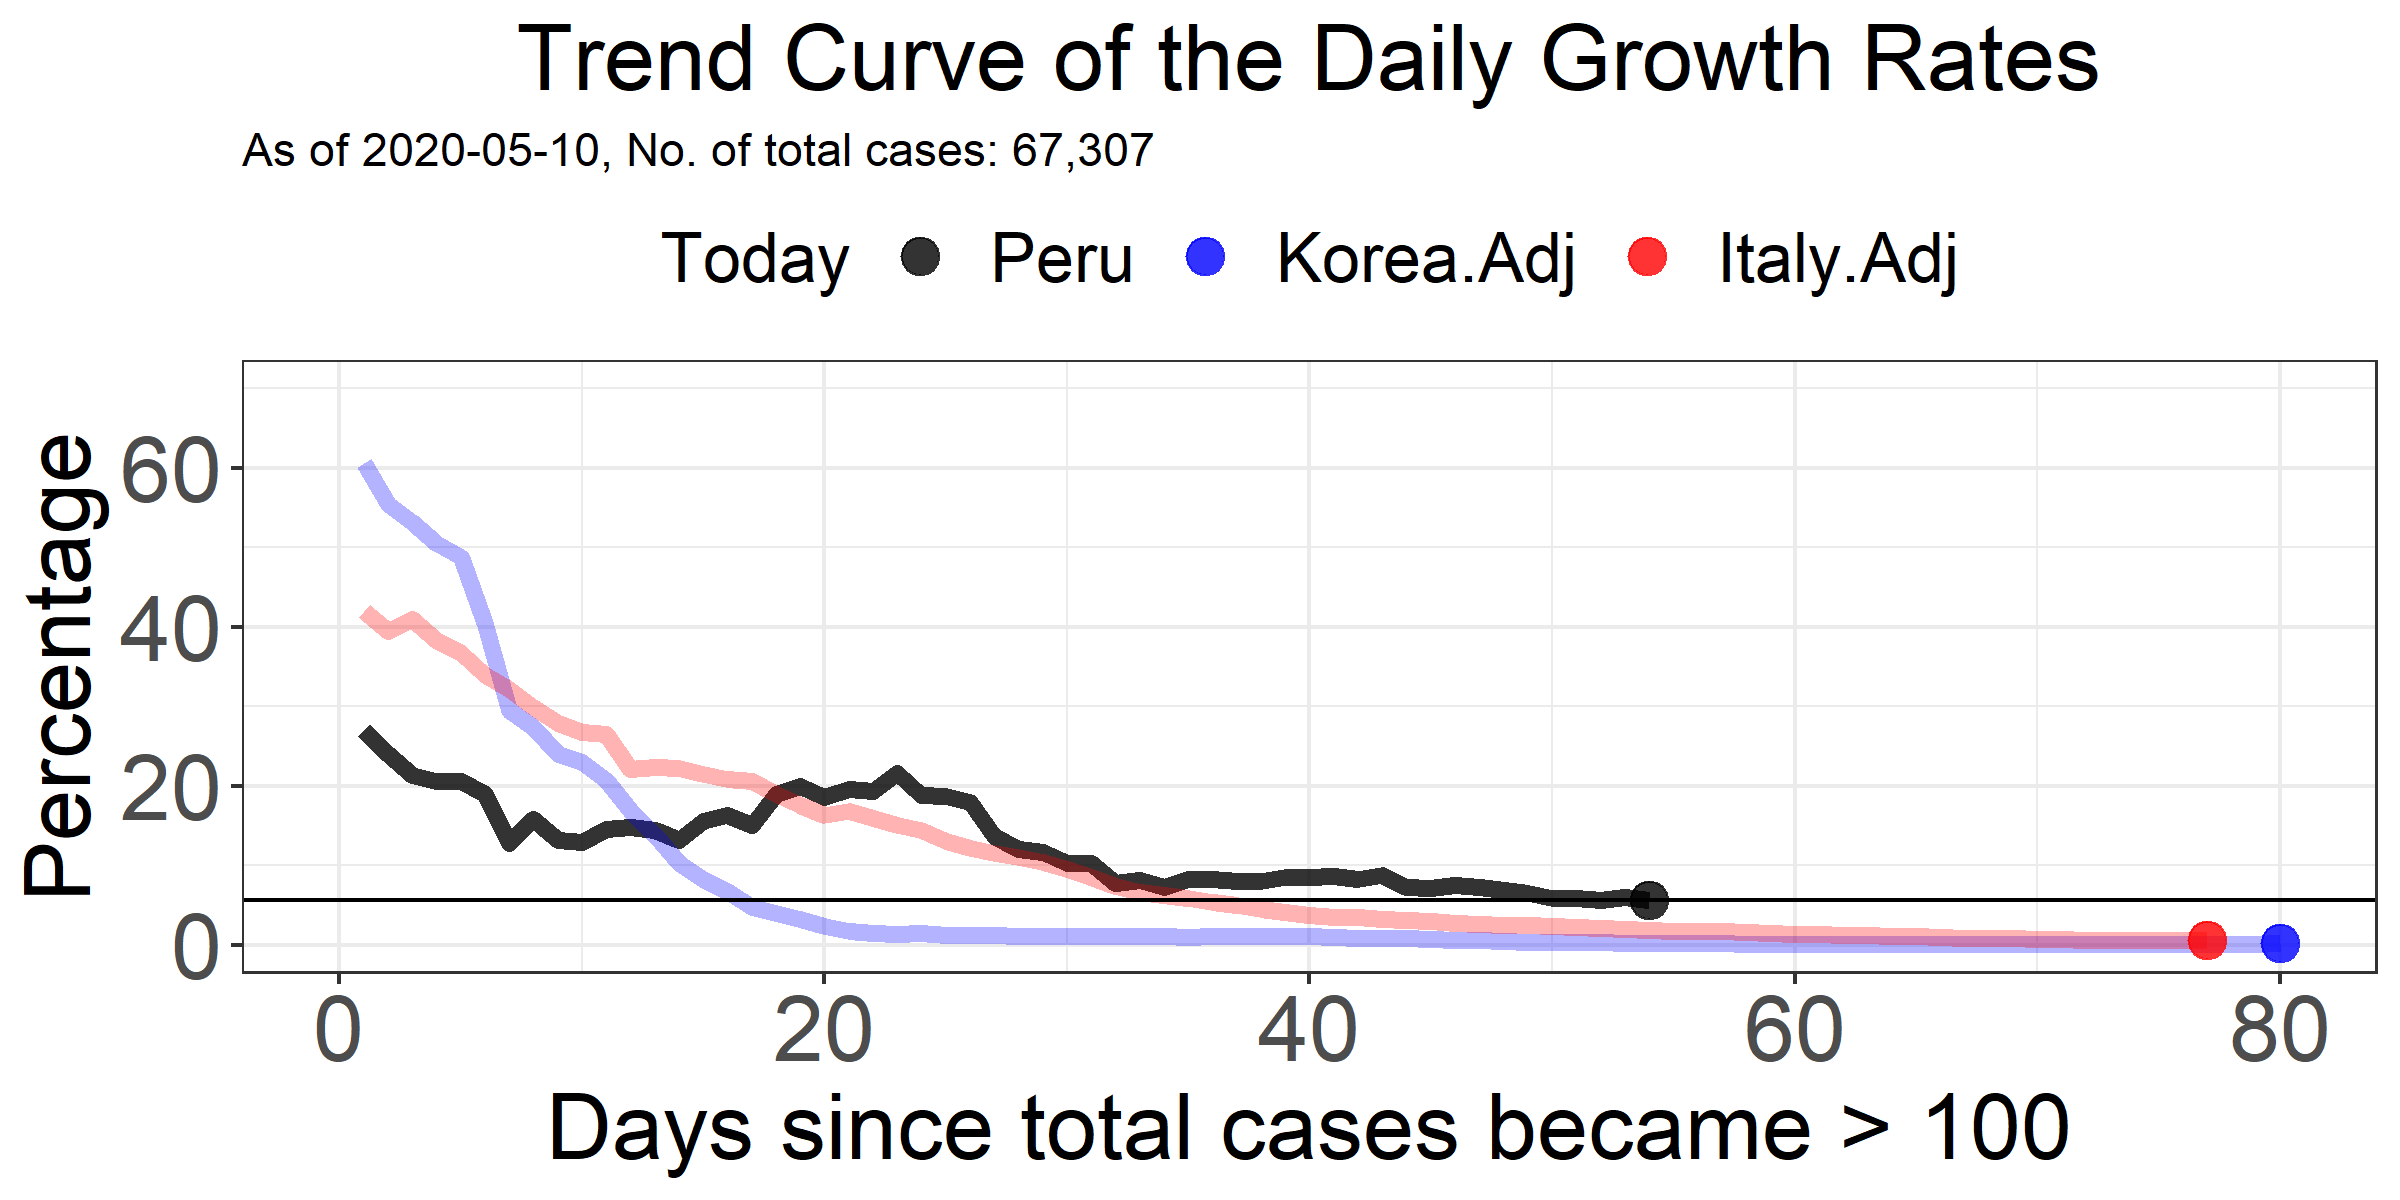 Trend Curve of the Daily Growth Rates
As of 2020-05-10, No. of total cases: 67,307
Today Peru Korea.Adj Italy.Adj
Percentage
60
40
20
0
0 20 40 60 80
Days since total cases became > 100